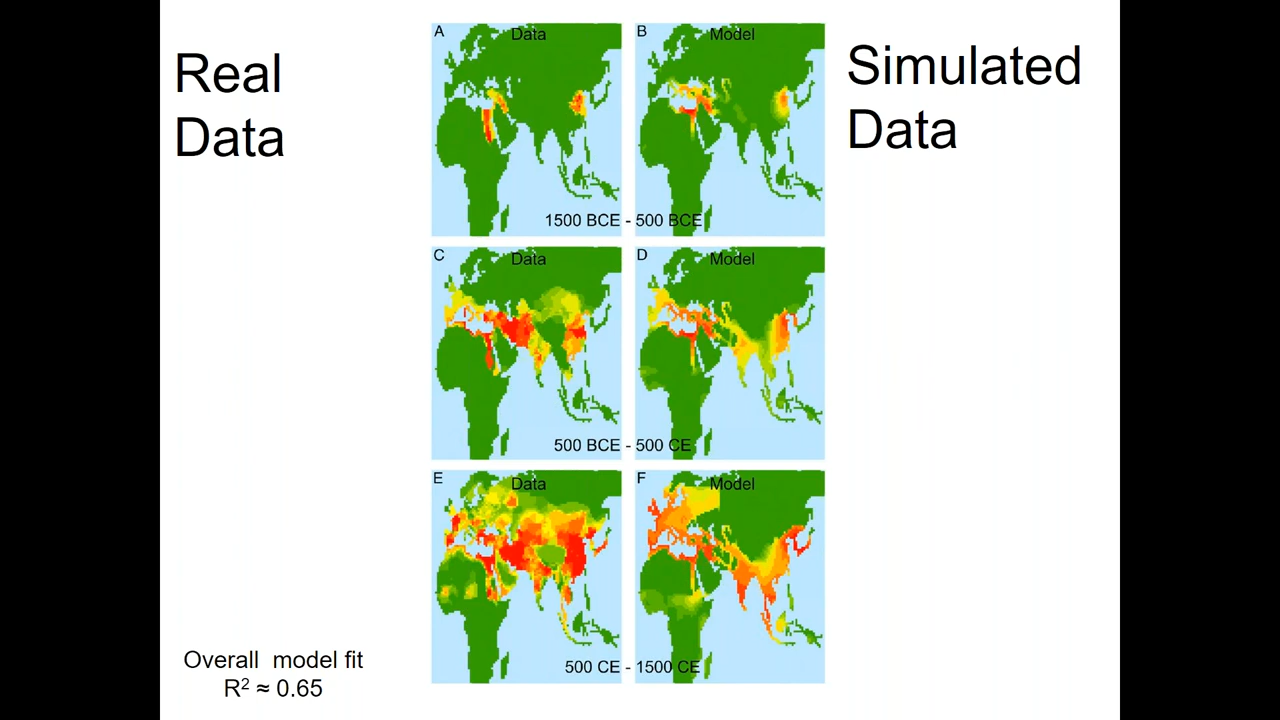 Real
Data
Simulated
Data
A
Data
B
Model
1500 BCE - 500 BCE
C
Data
D
Model
500 BCE - 500 CE
E
Data
F
Model
500 CE - 1500 CE
Overall model fit
R² ≈ 0.65